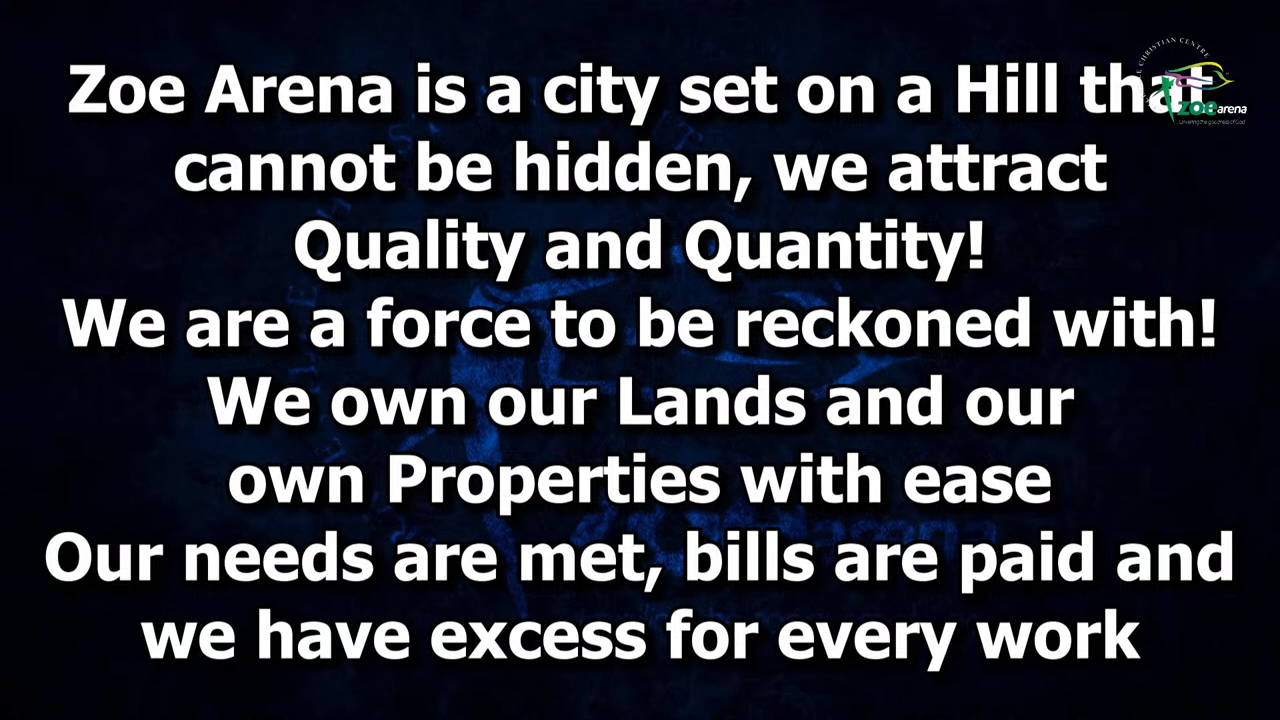 Zoe Arena is a city set on a Hill that
cannot be hidden, we attract
Quality and Quantity!
We are a force to be reckoned with!
We own our Lands and our
own Properties with ease
Our needs are met, bills are paid and
we have excess for every work
CHRISTIAN CENTRE
zoe arena